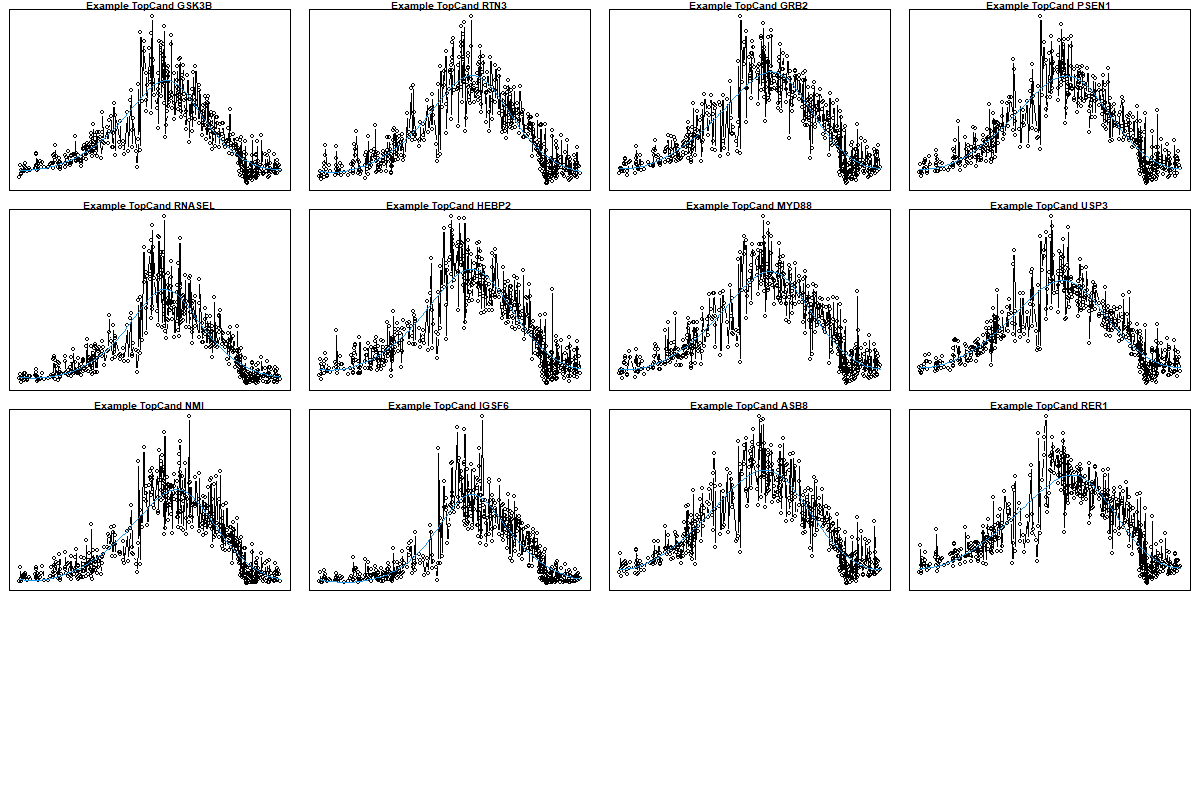 Example TopCand GSK3B
Example TopCand RTN3
Example TopCand GRB2
Example TopCand PSEN1
Example TopCand RNASEL
Example TopCand HEBP2
Example TopCand MYD88
Example TopCand USP3
Example TopCand NMI
Example TopCand IGSF6
Example TopCand ASB8
Example TopCand RER1